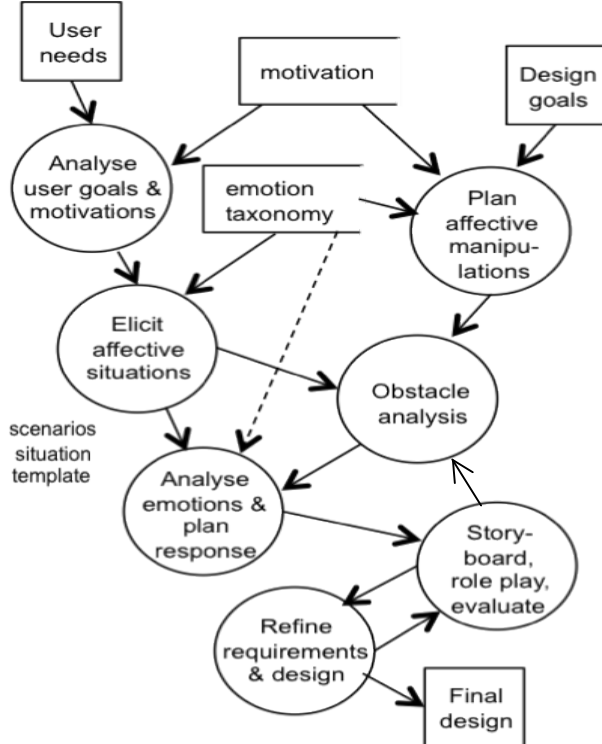 User
needs
motivation
Design
goals
Analyse
user goals &
motivations
emotion
taxonomy
Plan
affective
manipu-
lations
Elicit
affective
situations
Obstacle
analysis
scenarios
situation
template
Analyse
emotions &
plan
response
Story-
board,
role play,
evaluate
Refine
requirements
& design
Final
design